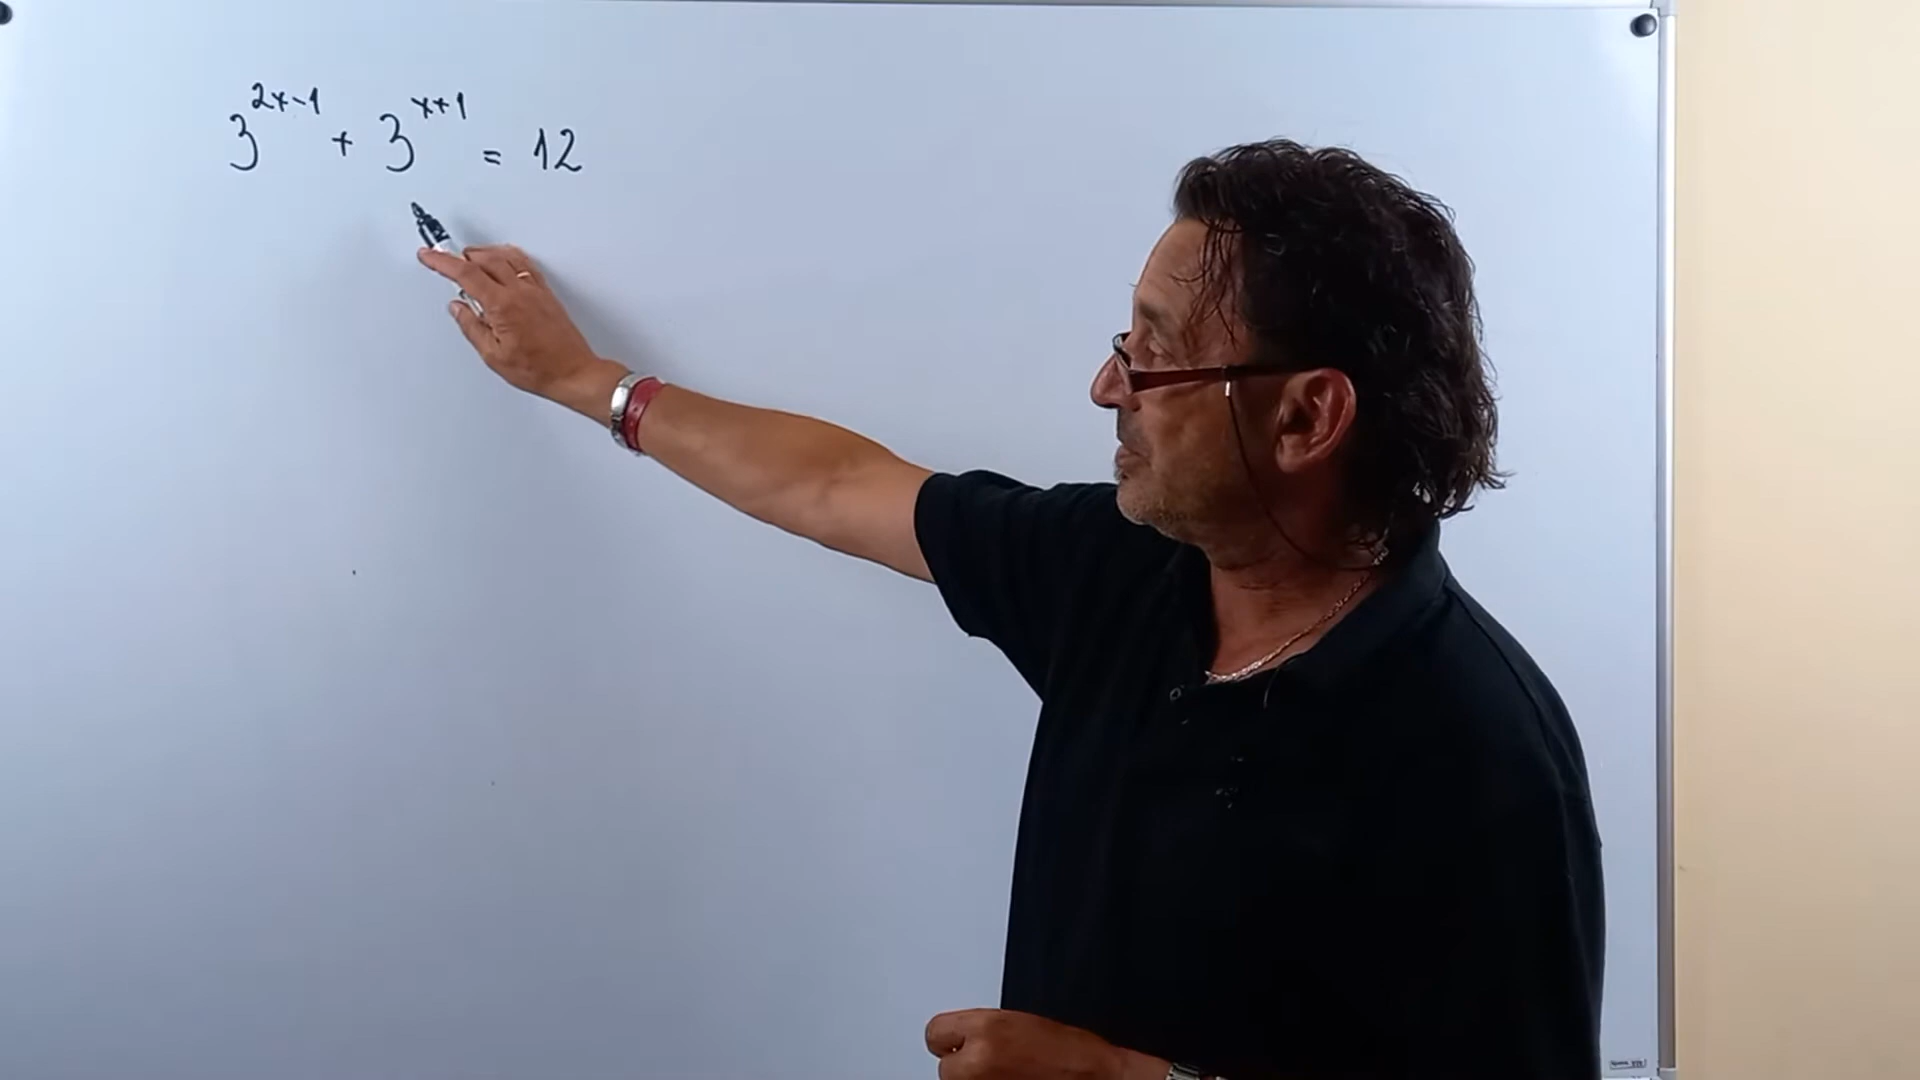 3^{2x-1} + 3^{x+1} = 12